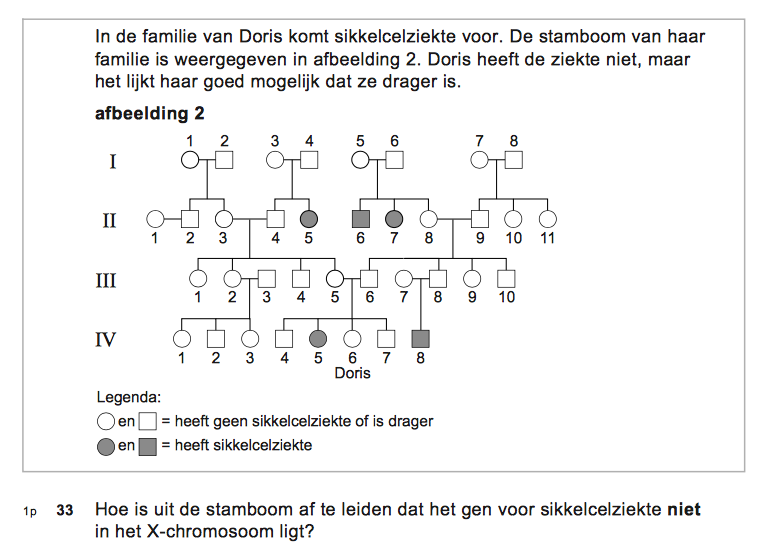 In de familie van Doris komt sikkelcelziekte voor. De stamboom van haar
familie is weergegeven in afbeelding 2. Doris heeft de ziekte niet, maar
het lijkt haar goed mogelijk dat ze drager is.
afbeelding 2
1 2 3 4 5 6 7 8
I
II
1 2 3 4 5 6 7 8 9 10 11
III
1 2 3 4 5 6 7 8 9 10
IV
1 2 3 4 5 6 7 8
Doris
Legenda:
en = heeft geen sikkelcelziekte of is drager
en = heeft sikkelcelziekte
1p 33 Hoe is uit de stamboom af te leiden dat het gen voor sikkelcelziekte niet
in het X-chromosoom ligt?